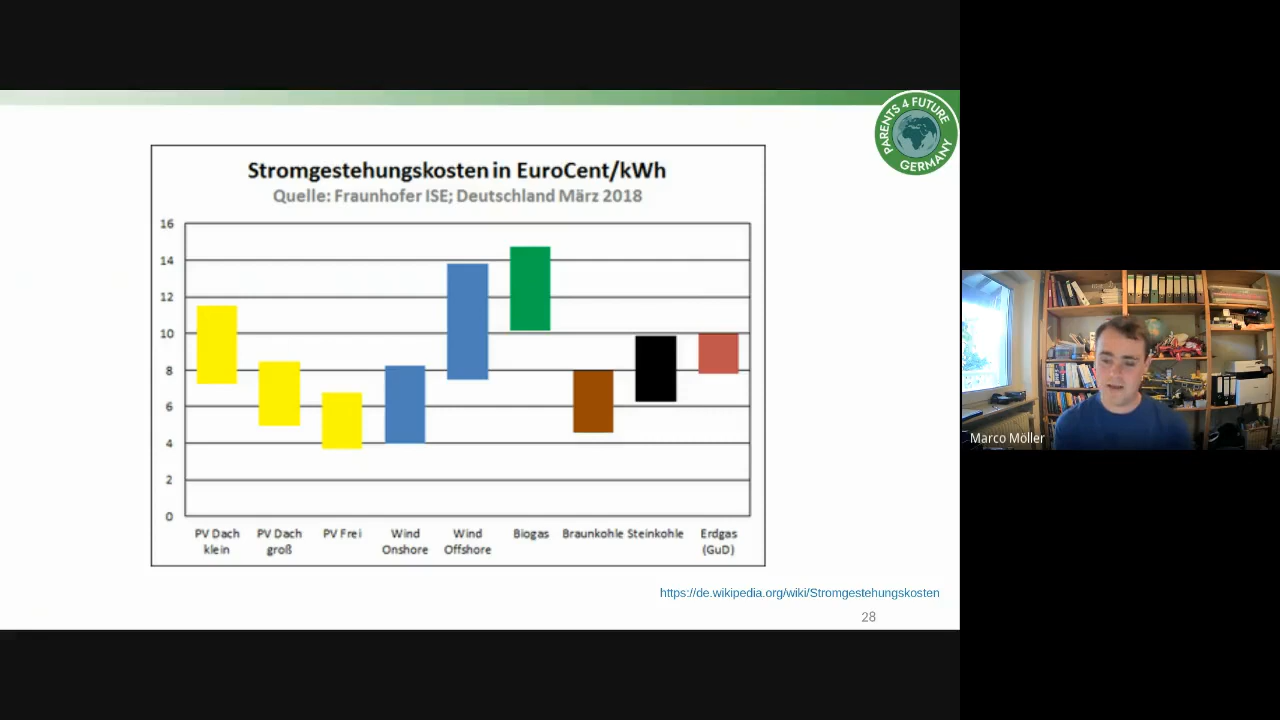 PARENTS 4 FUTURE
GERMANY
Stromgestehungskosten in EuroCent/kWh
Quelle: Fraunhofer ISE; Deutschland März 2018
16
14
12
10
8
6
4
2
0
PV Dach klein
PV Dach groß
PV Frei
Wind Onshore
Wind Offshore
Biogas
Braunkohle
Steinkohle
Erdgas (GuD)
https://de.wikipedia.org/wiki/Stromgestehungskosten
28
Marco Möller